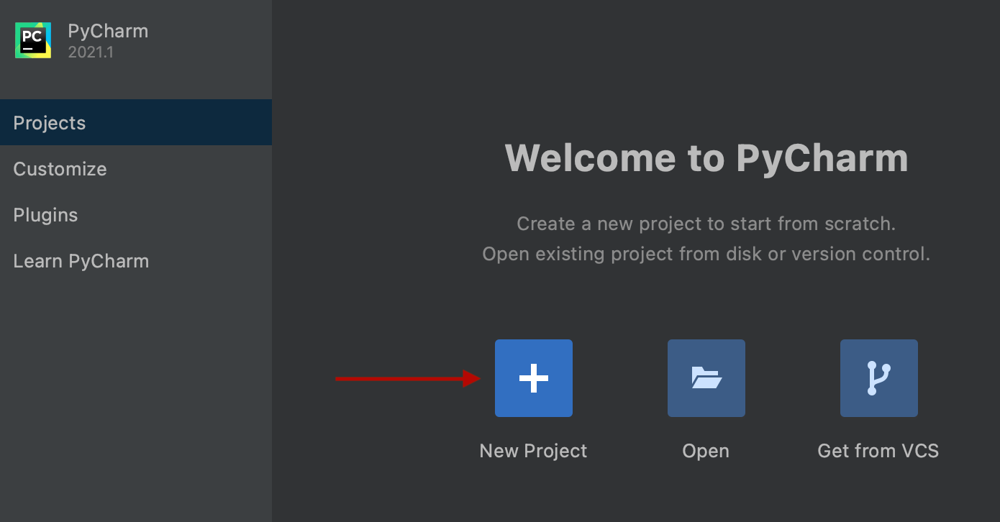 PC
PyCharm
2021.1
Projects
Customize
Plugins
Learn PyCharm
Welcome to PyCharm
Create a new project to start from scratch.
Open existing project from disk or version control.
New Project
Open
Get from VCS